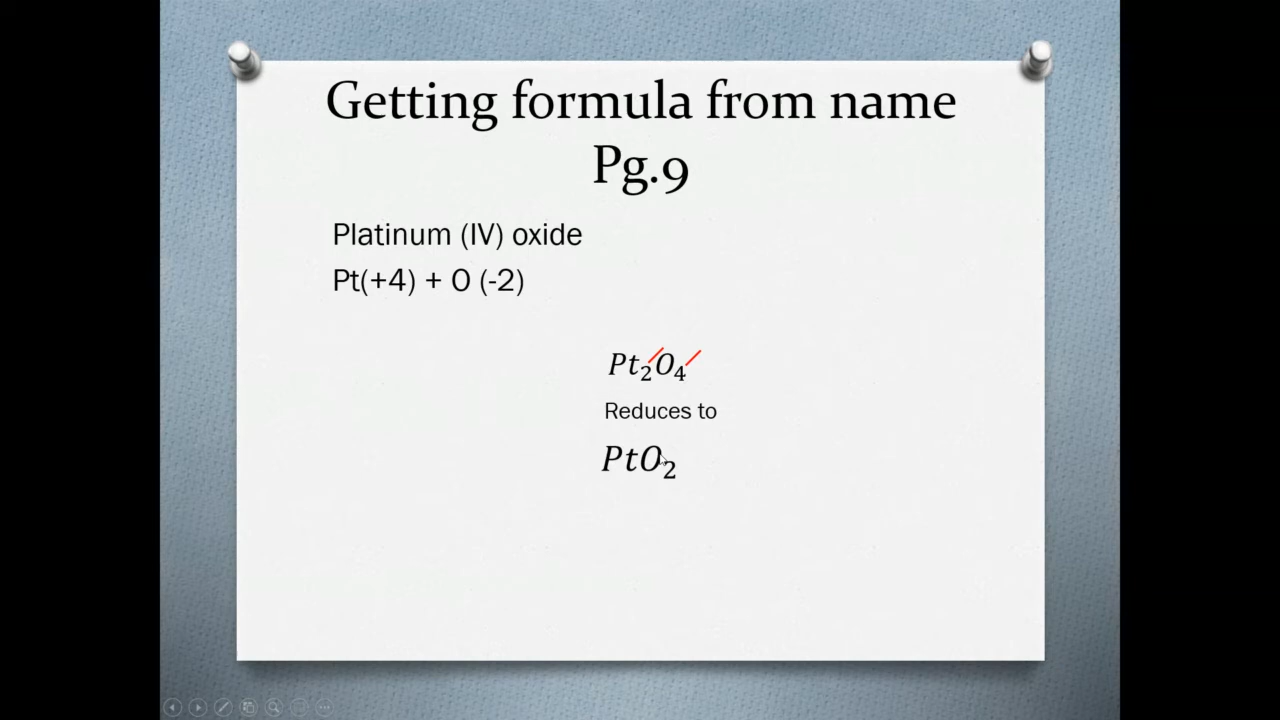 Getting formula from name
Pg.9
Platinum (IV) oxide
Pt(+4) + O (-2)
Pt₂O₄
Reduces to
PtO₂